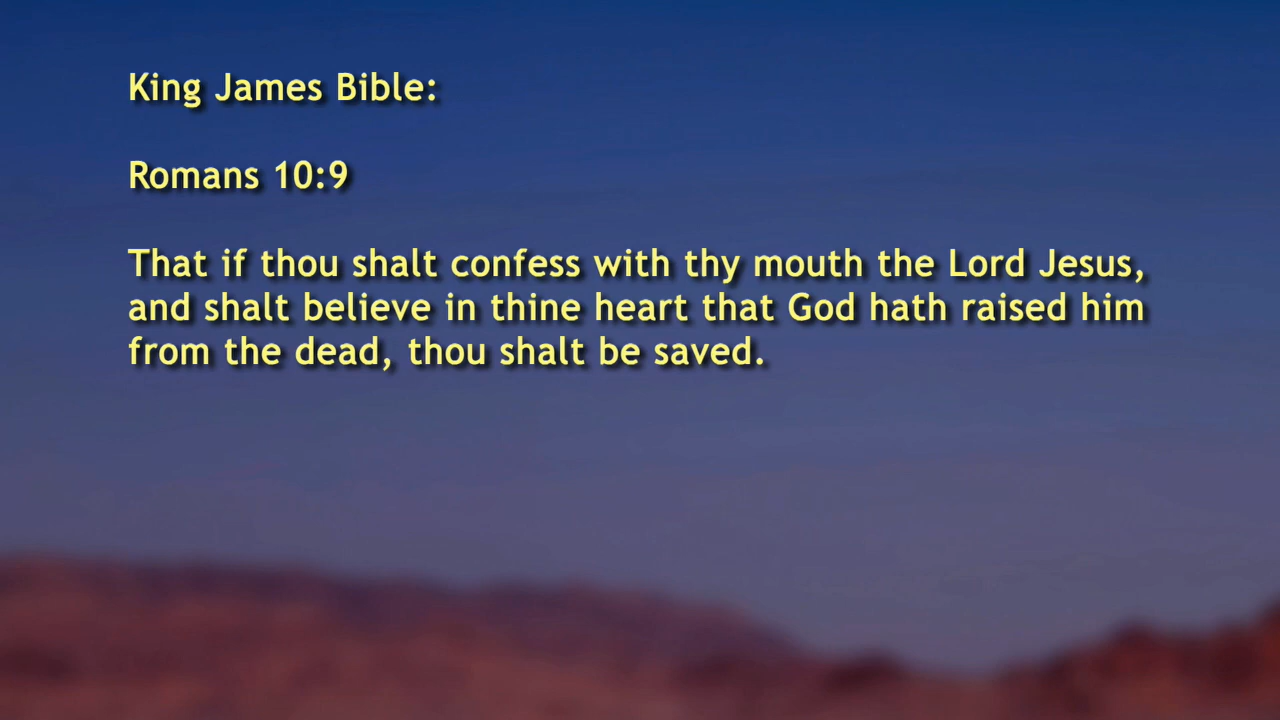 King James Bible:
Romans 10:9
That if thou shalt confess with thy mouth the Lord Jesus,
and shalt believe in thine heart that God hath raised him
from the dead, thou shalt be saved.